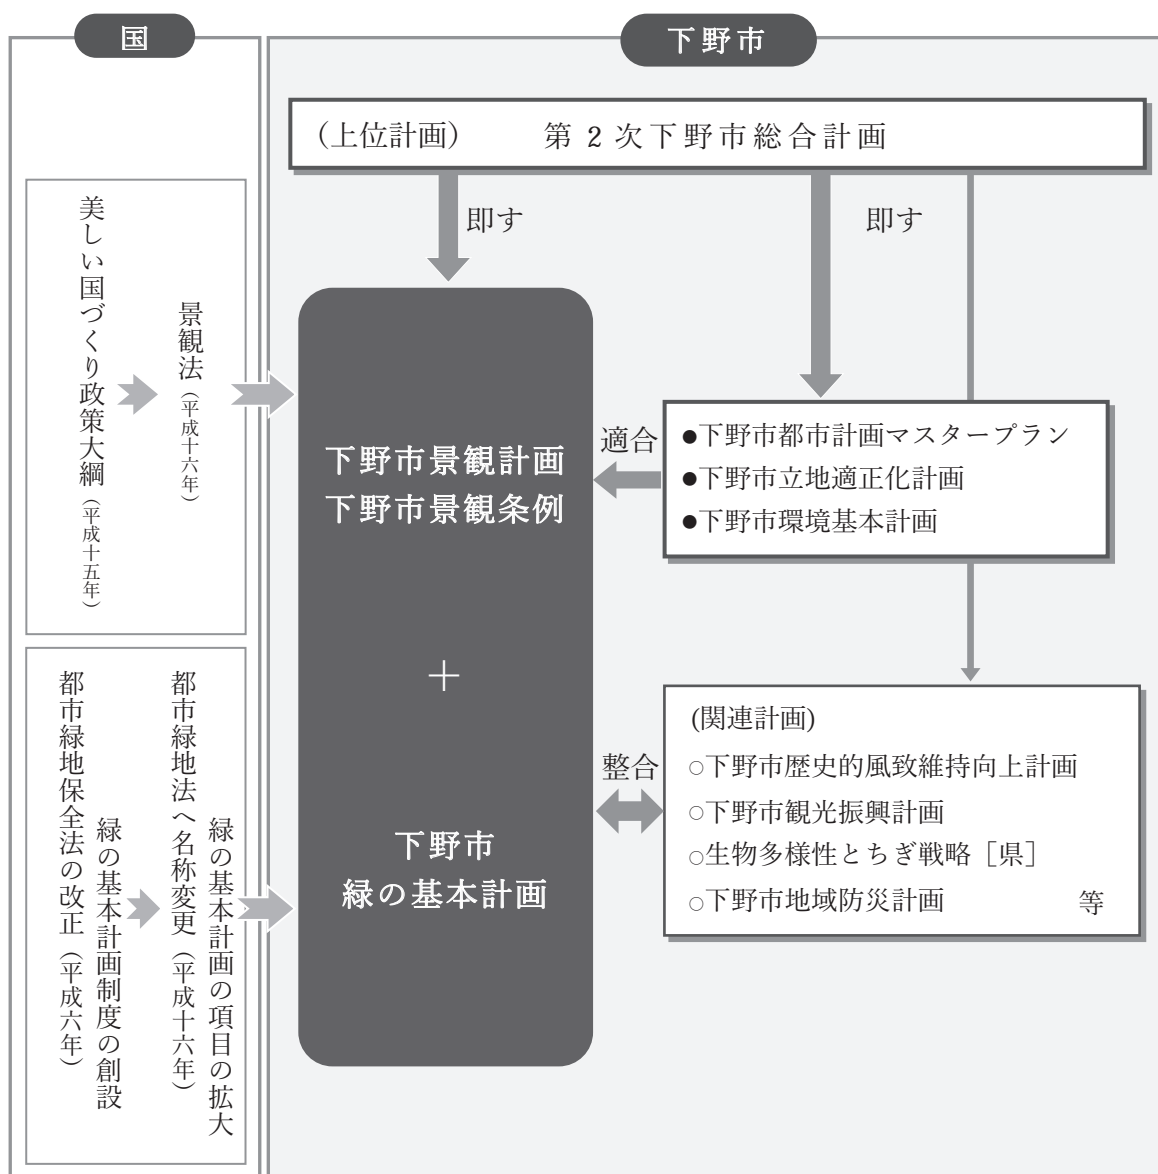 国
美しい国づくり政策大綱（平成十五年）
景観法（平成十六年）
都市緑地保全法の改正（平成六年）
緑の基本計画制度の創設
都市緑地法へ名称変更（平成十六年）
緑の基本計画の項目の拡大
下野市
(上位計画) 第2次下野市総合計画
即す
即す
下野市景観計画
下野市景観条例
＋
下野市
緑の基本計画
適合
●下野市都市計画マスタープラン
●下野市立地適正化計画
●下野市環境基本計画
整合
(関連計画)
○下野市歴史的風致維持向上計画
○下野市観光振興計画
○生物多様性とちぎ戦略［県］
○下野市地域防災計画 等